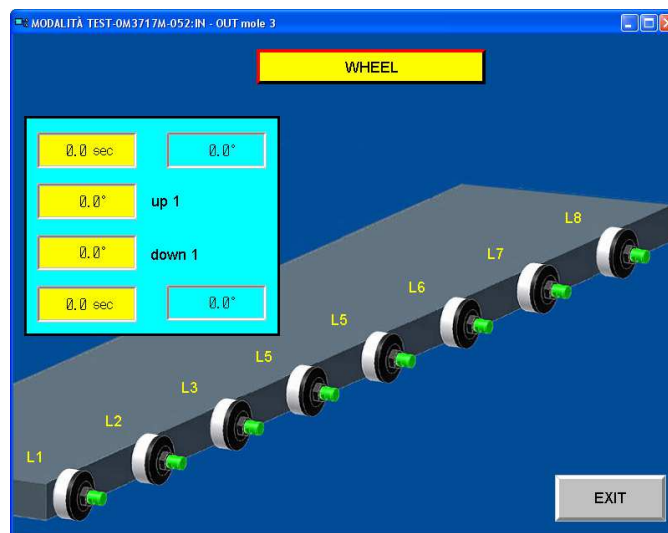 MODALITÀ TEST-0M3717M-052:IN - OUT mole 3
WHEEL
0.0 sec 0.0°
0.0° up 1
0.0° down 1
0.0 sec 0.0°
L8
L7
L6
L5
L5
L3
L2
L1
EXIT